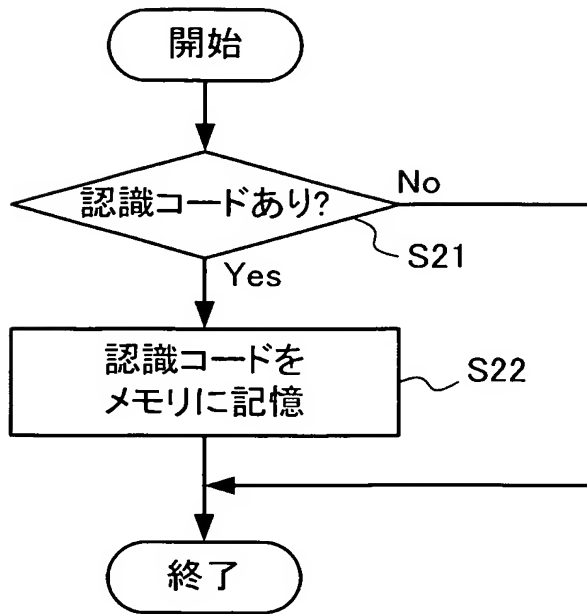 開始
認識コードあり?
No
S21
Yes
認識コードを
メモリに記憶
S22
終了